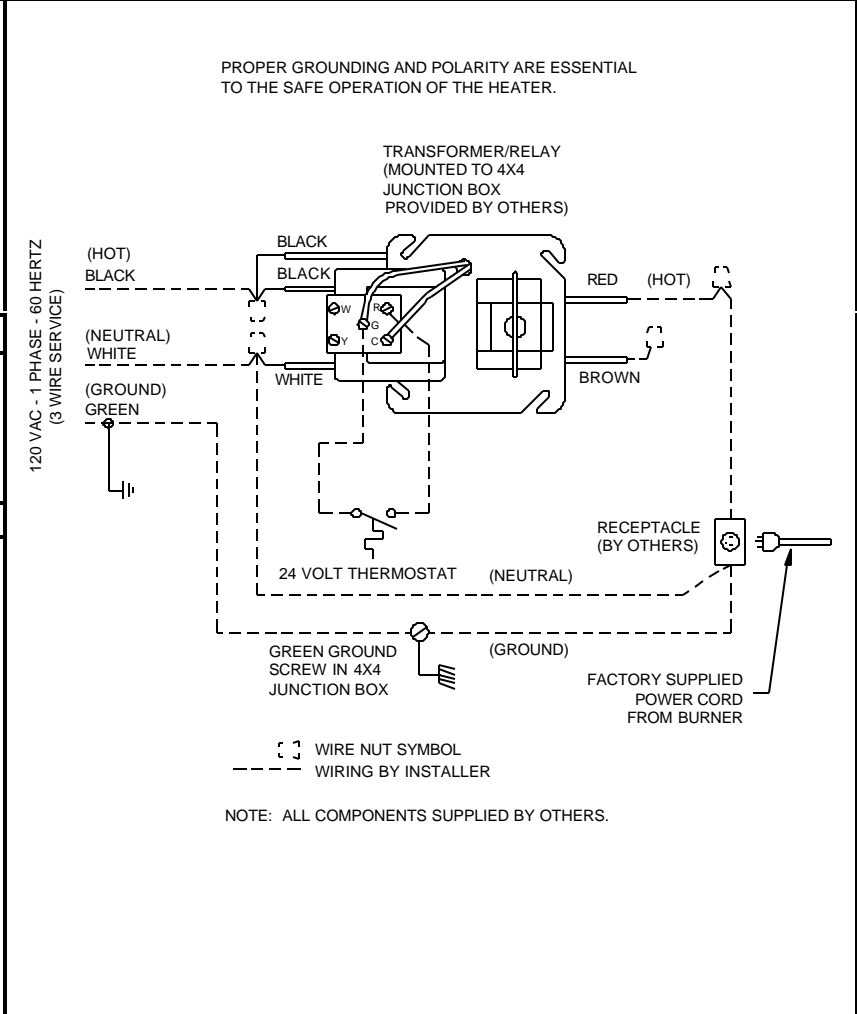 PROPER GROUNDING AND POLARITY ARE ESSENTIAL
TO THE SAFE OPERATION OF THE HEATER.
TRANSFORMER/RELAY
(MOUNTED TO 4X4
JUNCTION BOX
PROVIDED BY OTHERS)
120 VAC - 1 PHASE - 60 HERTZ
(3 WIRE SERVICE)
(HOT)
BLACK
BLACK
BLACK
(NEUTRAL)
WHITE
WHITE
(GROUND)
GREEN
W
R
G
Y
C
RED
(HOT)
BROWN
RECEPTACLE
(BY OTHERS)
24 VOLT THERMOSTAT
(NEUTRAL)
GREEN GROUND
SCREW IN 4X4
JUNCTION BOX
(GROUND)
FACTORY SUPPLIED
POWER CORD
FROM BURNER
WIRE NUT SYMBOL
WIRING BY INSTALLER
NOTE: ALL COMPONENTS SUPPLIED BY OTHERS.